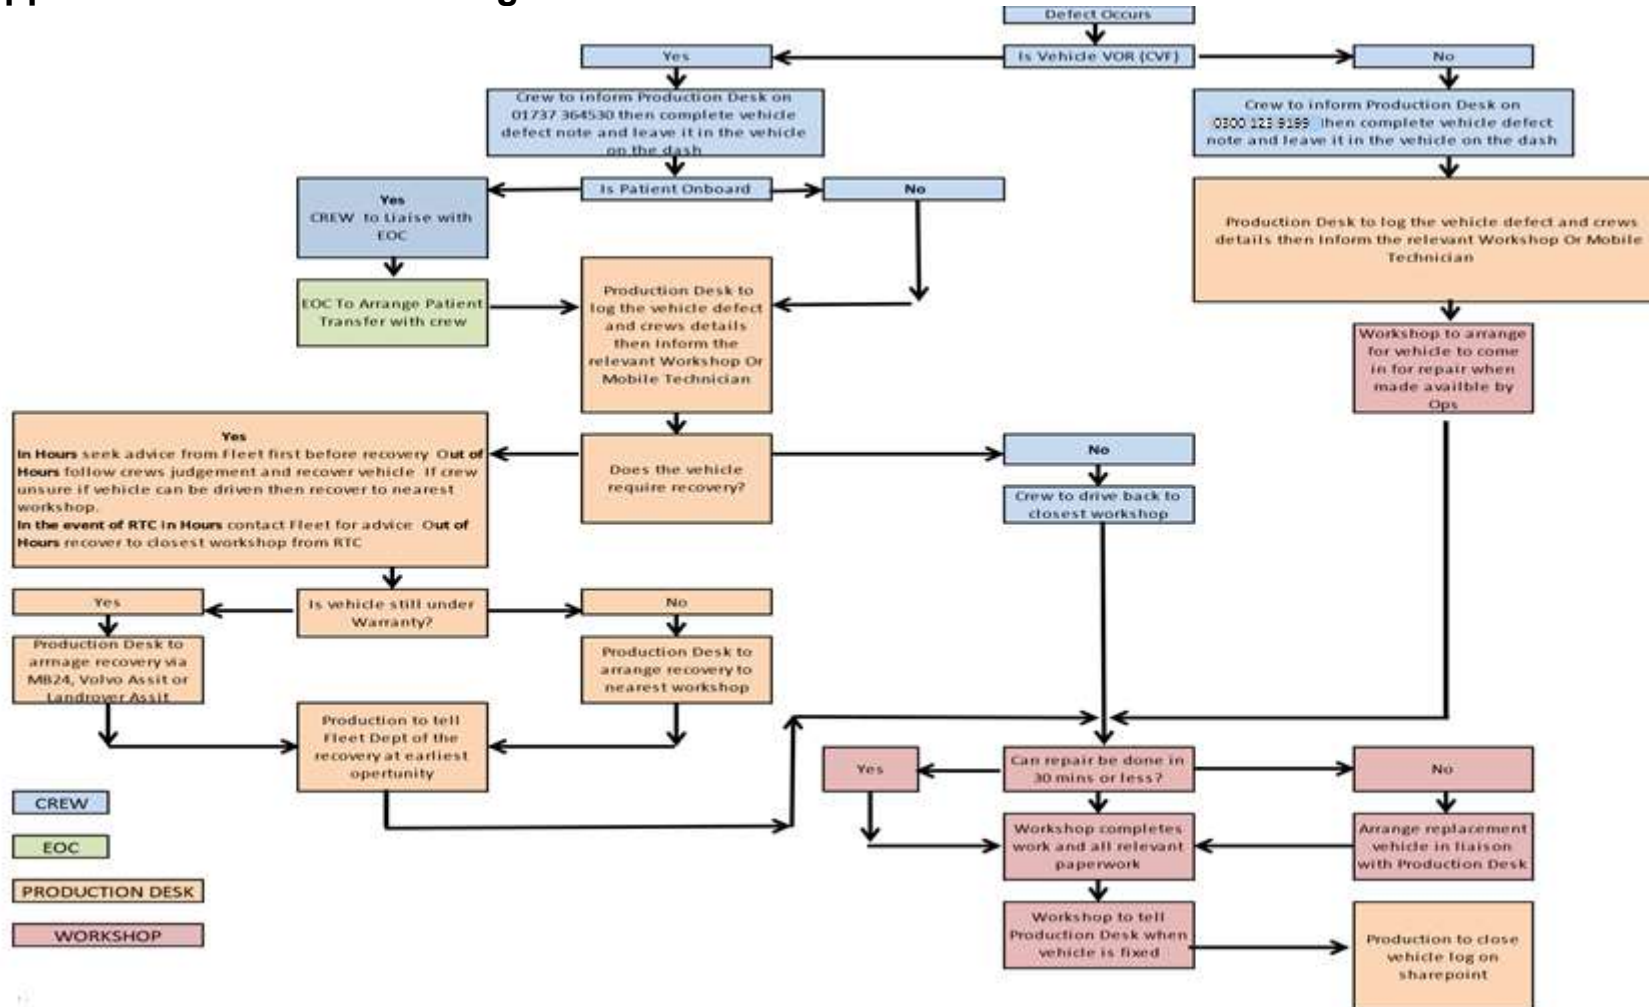 Defect Occurs
Is Vehicle VOR (CVF)
Yes
No
Crew to inform Production Desk on
01737 364530 then complete vehicle
defect note and leave it in the vehicle
on the dash
Crew to inform Production Desk on
0300 123 9199 then complete vehicle defect
note and leave it in the vehicle on the dash
Is Patient Onboard
Yes
CREW to Liaise with
EOC
No
Production Desk to log the vehicle defect and crews
details then Inform the relevant Workshop Or Mobile
Technician
EOC To Arrange Patient
Transfer with crew
Production Desk to
log the vehicle defect
and crews details
then Inform the
relevant Workshop Or
Mobile Technician
Workshop to arrange
for vehicle to come
in for repair when
made availble by
Ops
Yes
In Hours seek advice from Fleet first before recovery Out of
Hours follow crews judgement and recover vehicle If crew
unsure if vehicle can be driven then recover to nearest
workshop.
In the event of RTC In Hours contact Fleet for advice Out of
Hours recover to closest workshop from RTC
Does the vehicle
require recovery?
No
Crew to drive back to
closest workshop
Is vehicle still under
Warranty?
Yes
No
Production Desk to
arrnage recovery via
MB24, Volvo Assit or
Landrover Assit
Production Desk to
arrange recovery to
nearest workshop
Production to tell
Fleet Dept of the
recovery at earliest
opertunity
Can repair be done in
30 mins or less?
Yes
No
Workshop completes
work and all relevant
paperwork
Arrange replacement
vehicle in liaison
with Production Desk
Workshop to tell
Production Desk when
vehicle is fixed
Production to close
vehicle log on
sharepoint
CREW
EOC
PRODUCTION DESK
WORKSHOP